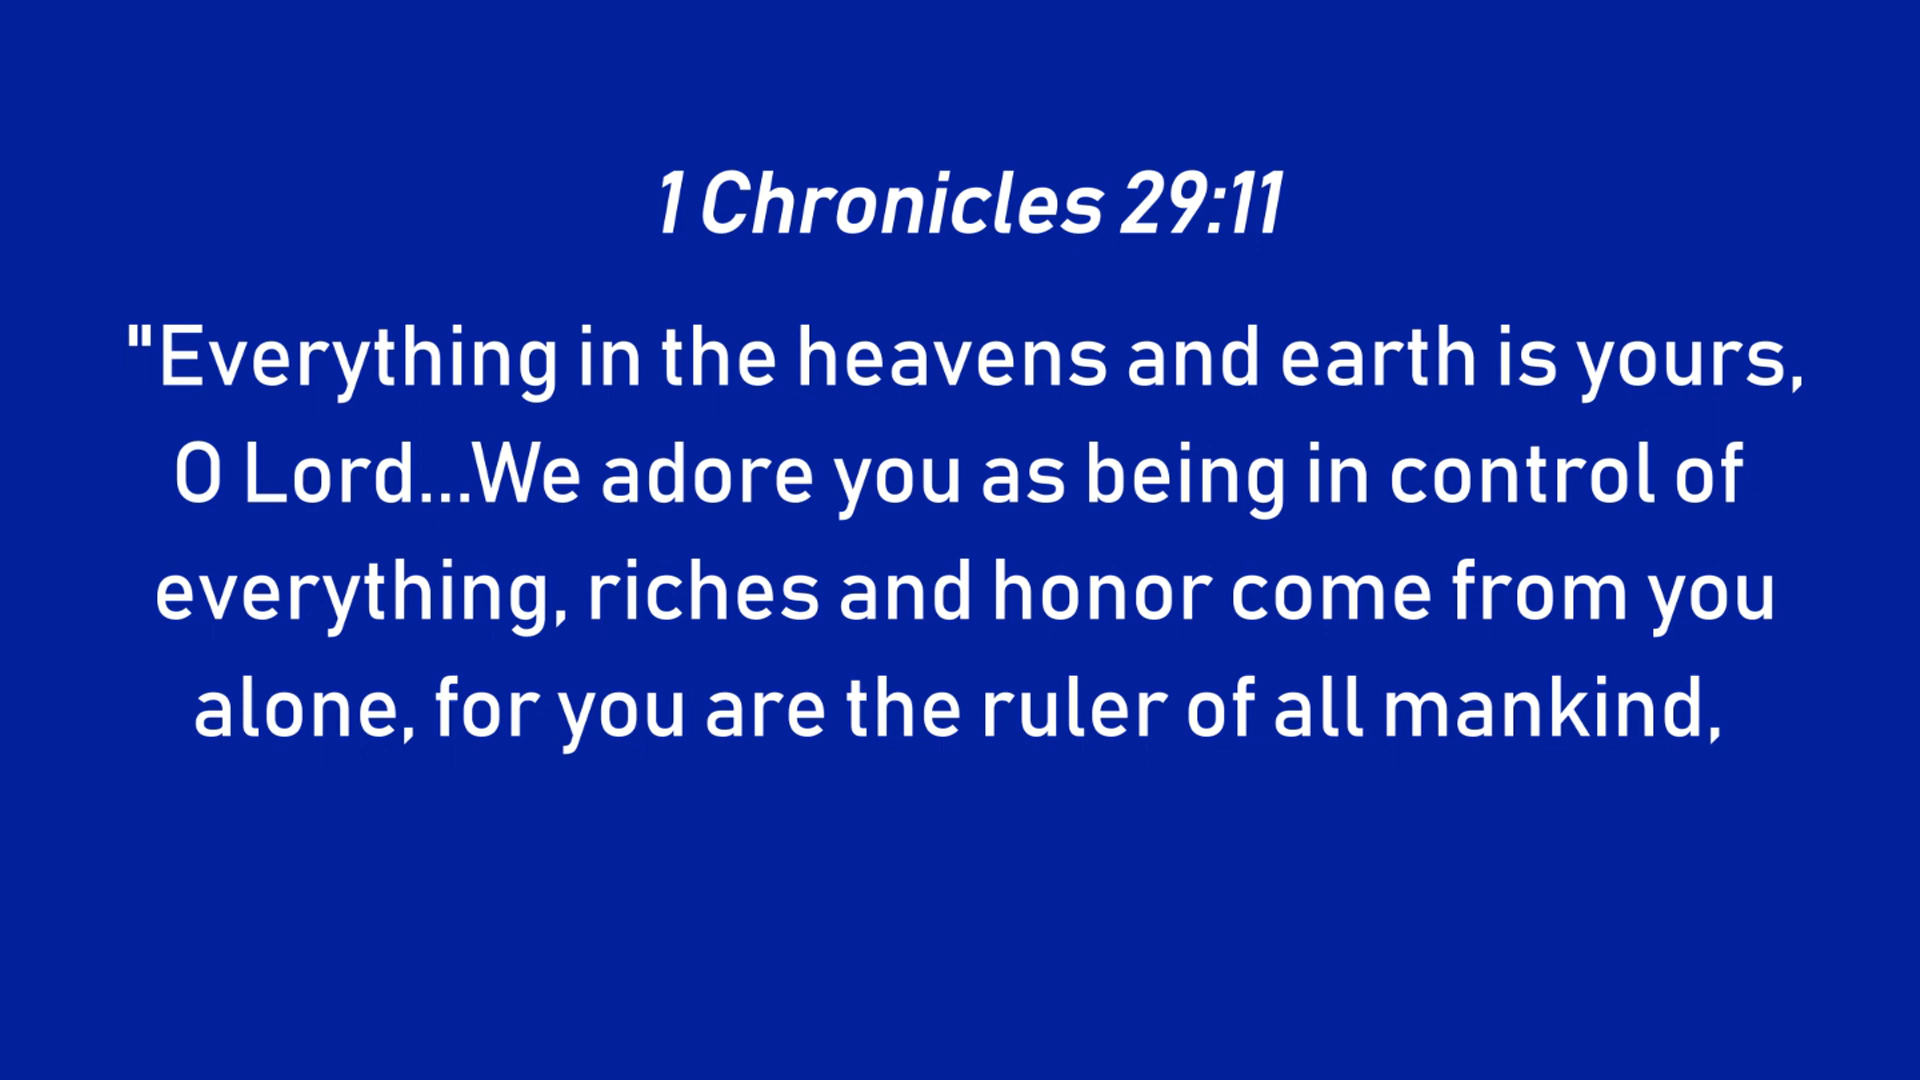 1 Chronicles 29:11
"Everything in the heavens and earth is yours,
O Lord...We adore you as being in control of
everything, riches and honor come from you
alone, for you are the ruler of all mankind,